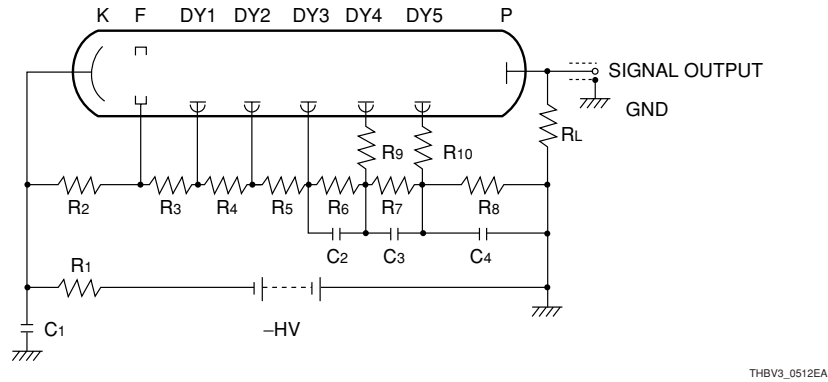 K F DY1 DY2 DY3 DY4 DY5 P
SIGNAL OUTPUT
GND
RL
R9 R10
R2 R3 R4 R5 R6 R7 R8
C2 C3 C4
R1
C1
−HV
THBV3_0512EA